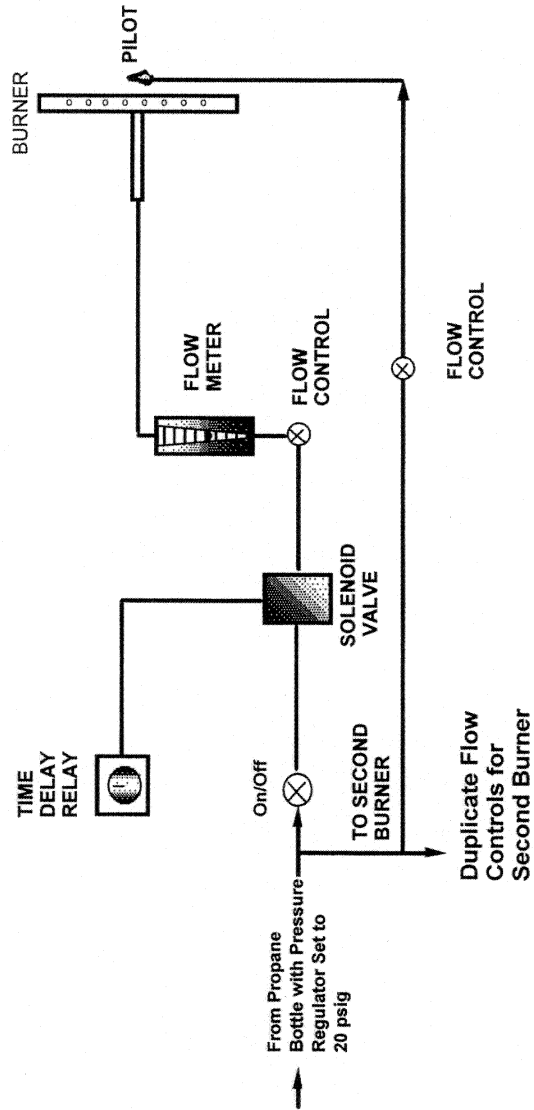 BURNER
PILOT
FLOW
METER
FLOW
CONTROL
FLOW
CONTROL
TIME
DELAY
RELAY
SOLENOID
VALVE
On/Off
TO SECOND
BURNER
From Propane
Bottle with Pressure
Regulator Set to
20 psig
Duplicate Flow
Controls for
Second Burner